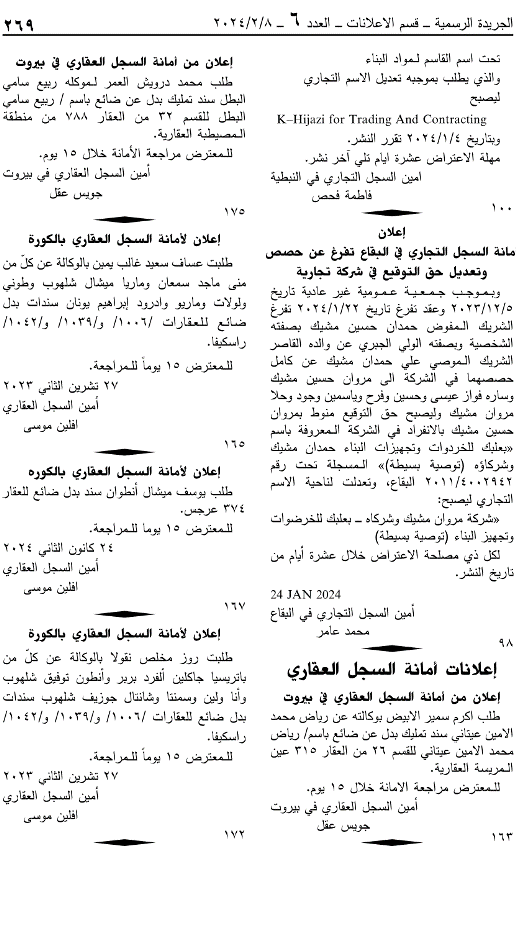 الجريدة الرسمية ـ قسم الاعلانات ـ العدد ٦ ـ ٢٠٢٤/٢/٨
٢٦٩
تحت اسم القاسم لمواد البناء
والذي يطلب بموجبه تعديل الاسم التجاري
ليصبح
K–Hijazi for Trading And Contracting
وبتاريخ ٢٠٢٤/١/٤ تقرر النشر.
مهلة الاعتراض عشرة ايام تلي آخر نشر.
امين السجل التجاري في النبطية
فاطمة فحص
١٠٠
إعلان
مانة السجل التجاري في البقاع تفرغ عن حصص
وتعديل حق التوقيع في شركة تجارية
وبموجب جمعية عمومية غير عادية تاريخ
٢٠٢٣/١٢/٥ وعقد تفرغ تاريخ ٢٠٢٤/١/٢٢ تفرغ
الشريك المفوض حمدان حسين مشيك بصفته
الشخصية وبصفته الولي الجبري عن والده القاصر
الشريك الموصي علي حمدان مشيك عن كامل
حصصهما في الشركة الى مروان حسين مشيك
وساره فواز عيسى وحسين وفرح وياسمين وجود وحلا
مروان مشيك وليصبح حق التوقيع منوط بمروان
حسين مشيك بالانفراد في الشركة المعروفة باسم
«بعلبك للخردوات وتجهيزات البناء حمدان مشيك
وشركاؤه (توصية بسيطة)» المسجلة تحت رقم
٢٠١١/٤٠٠٢٩٤٢ البقاع، وتعدلت لناحية الاسم
التجاري ليصبح:
«شركة مروان مشيك وشركاه ـ بعلبك للخرضوات
وتجهيز البناء (توصية بسيطة)
لكل ذي مصلحة الاعتراض خلال عشرة أيام من
تاريخ النشر.
24 JAN 2024
أمين السجل التجاري في البقاع
محمد عامر
٩٨
إعلانات أمانة السجل العقاري
إعلان من أمانة السجل العقاري في بيروت
طلب اكرم سمير الابيض بوكالته عن رياض محمد
الامين عيتاني سند تمليك بدل عن ضائع باسم/ رياض
محمد الامين عيتاني للقسم ٢٦ من العقار ٣١٥ عين
المريسة العقارية.
للمعترض مراجعة الامانة خلال ١٥ يوم.
أمين السجل العقاري في بيروت
جويس عقل
١٦٣
إعلان من أمانة السجل العقاري في بيروت
طلب محمد درويش العمر لموكله ربيع سامي
البطل سند تمليك بدل عن ضائع باسم / ربيع سامي
البطل للقسم ٣٢ من العقار ٧٨٨ من منطقة
المصيطبة العقارية.
للمعترض مراجعة الأمانة خلال ١٥ يوم.
أمين السجل العقاري في بيروت
جويس عقل
١٧٥
إعلان لأمانة السجل العقاري بالكورة
طلبت عساف سعيد غالب يمين بالوكالة عن كلّ من
منى ماجد سمعان وماريا ميشال شلهوب وطوني
ولولات وماريو وادرود إبراهيم يونان سندات بدل
ضائع للعقارات /١٠٠٦ و/١٠٣٩ و/١٠٤٢/
راسكيفا.
للمعترض ١٥ يوماً للمراجعة.
٢٧ تشرين الثاني ٢٠٢٣
أمين السجل العقاري
افلين موسى
١٦٥
إعلان لأمانة السجل العقاري بالكوره
طلب يوسف ميشال أنطوان سند بدل ضائع للعقار
٣٧٤ عرجس.
للمعترض ١٥ يوما للمراجعة.
٢٤ كانون الثاني ٢٠٢٤
أمين السجل العقاري
افلين موسى
١٦٧
إعلان لأمانة السجل العقاري بالكورة
طلبت روز مخلص نقولا بالوكالة عن كلّ من
باتريسيا جاكلين ألفرد بربر وأنطون توفيق شلهوب
وأنا ولين وسمنتا وشانتال جوزيف شلهوب سندات
بدل ضائع للعقارات /١٠٠٦ و/١٠٣٩ و/١٠٤٢/
راسكيفا.
للمعترض ١٥ يوماً للمراجعة.
٢٧ تشرين الثاني ٢٠٢٣
أمين السجل العقاري
افلين موسى
١٧٢